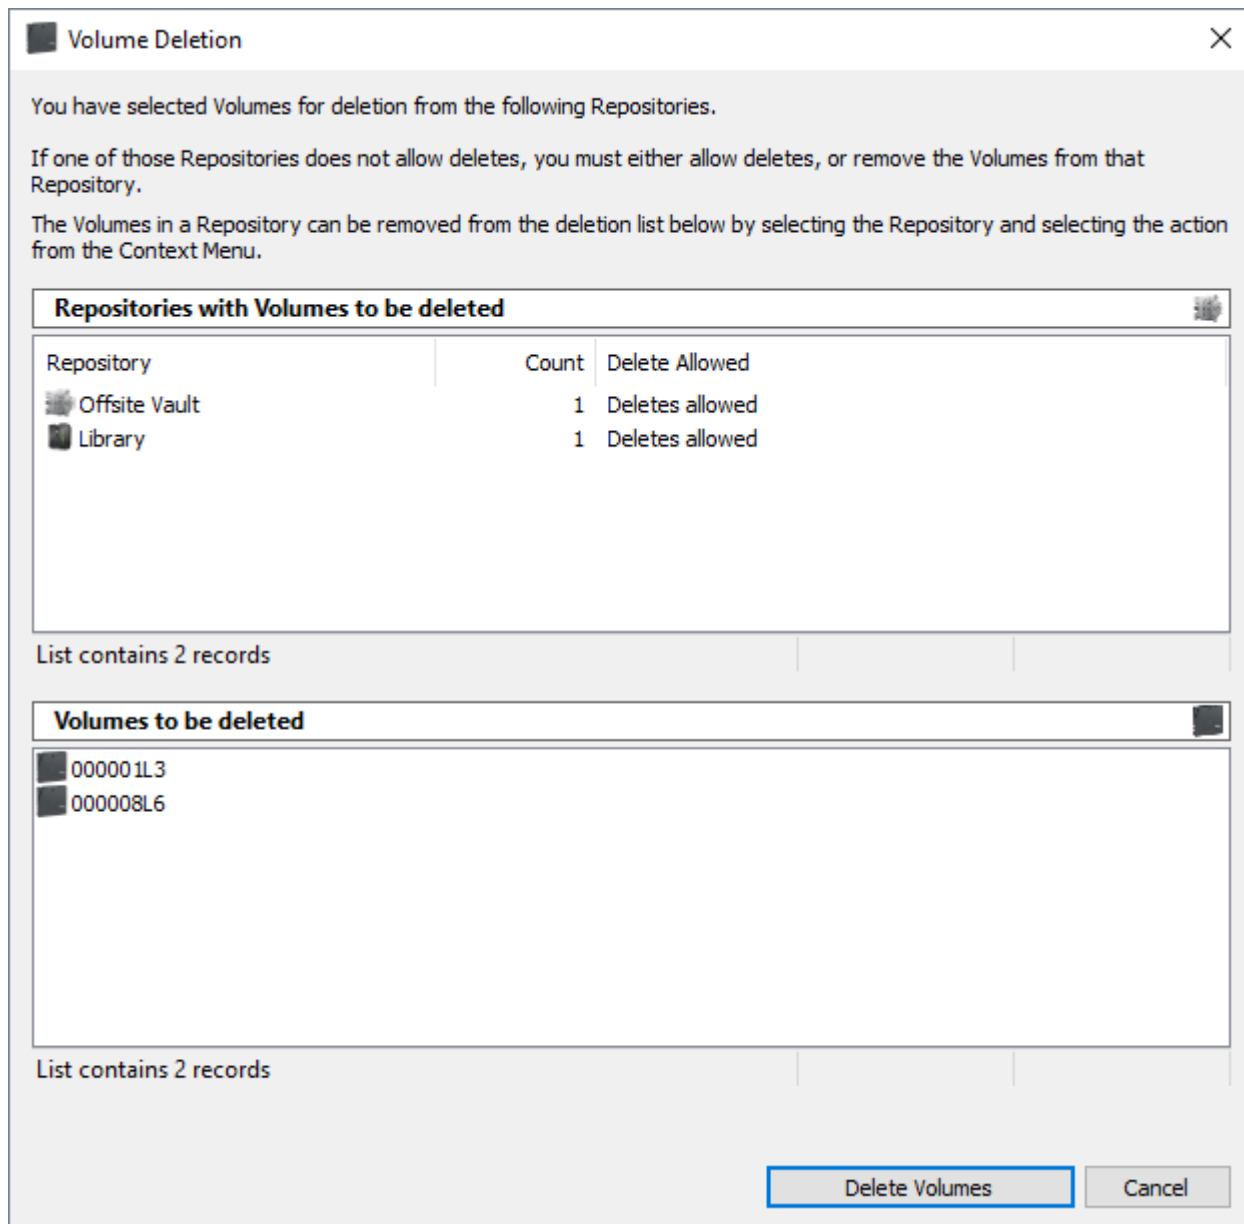 Volume Deletion
You have selected Volumes for deletion from the following Repositories.
If one of those Repositories does not allow deletes, you must either allow deletes, or remove the Volumes from that
Repository.
The Volumes in a Repository can be removed from the deletion list below by selecting the Repository and selecting the action
from the Context Menu.
Repositories with Volumes to be deleted
Repository Count Delete Allowed
Offsite Vault 1 Deletes allowed
Library 1 Deletes allowed
List contains 2 records
Volumes to be deleted
000001L3
000008L6
List contains 2 records
Delete Volumes Cancel